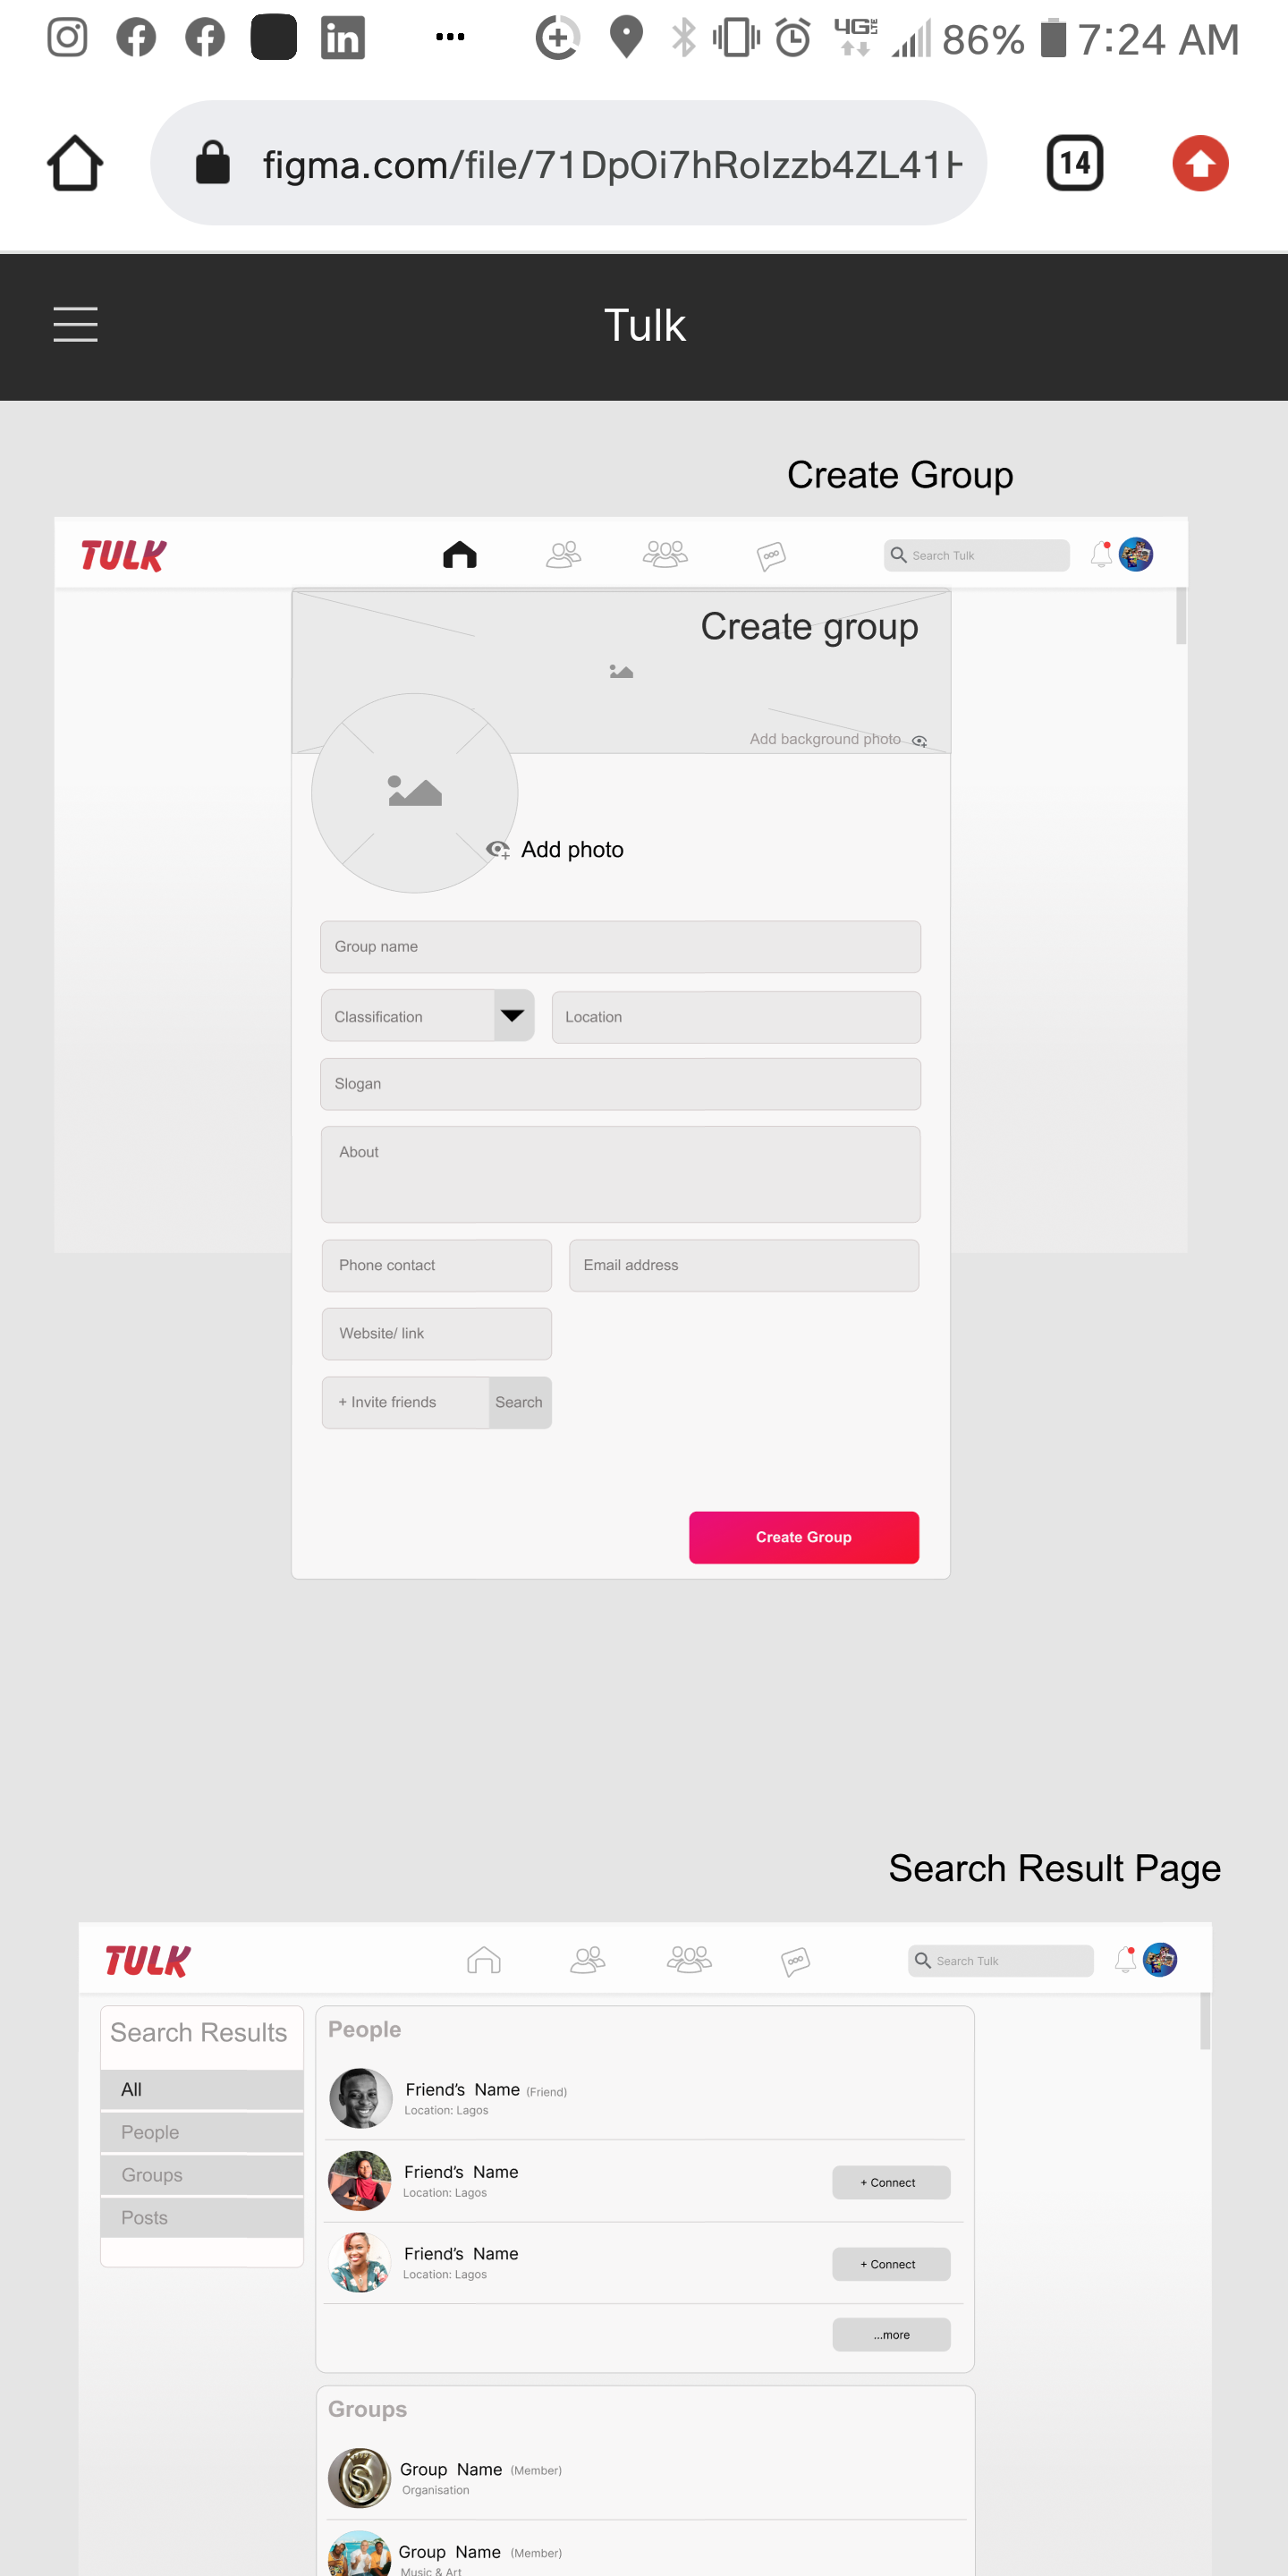 4G LTE 86% 7:24 AM
figma.com/file/71DpOi7hRolzzb4ZL41H
14
Tulk
Create Group
TULK
Search Tulk
Create group
Add background photo
Add photo
Group name
Classification
Location
Slogan
About
Phone contact
Email address
Website/ link
+ Invite friends
Search
Create Group
Search Result Page
TULK
Search Tulk
Search Results
All
People
Groups
Posts
People
Friend's Name (Friend)
Location: Lagos
Friend's Name
Location: Lagos
+ Connect
Friend's Name
Location: Lagos
+ Connect
...more
Groups
Group Name (Member)
Organisation
Group Name (Member)
Music & Art